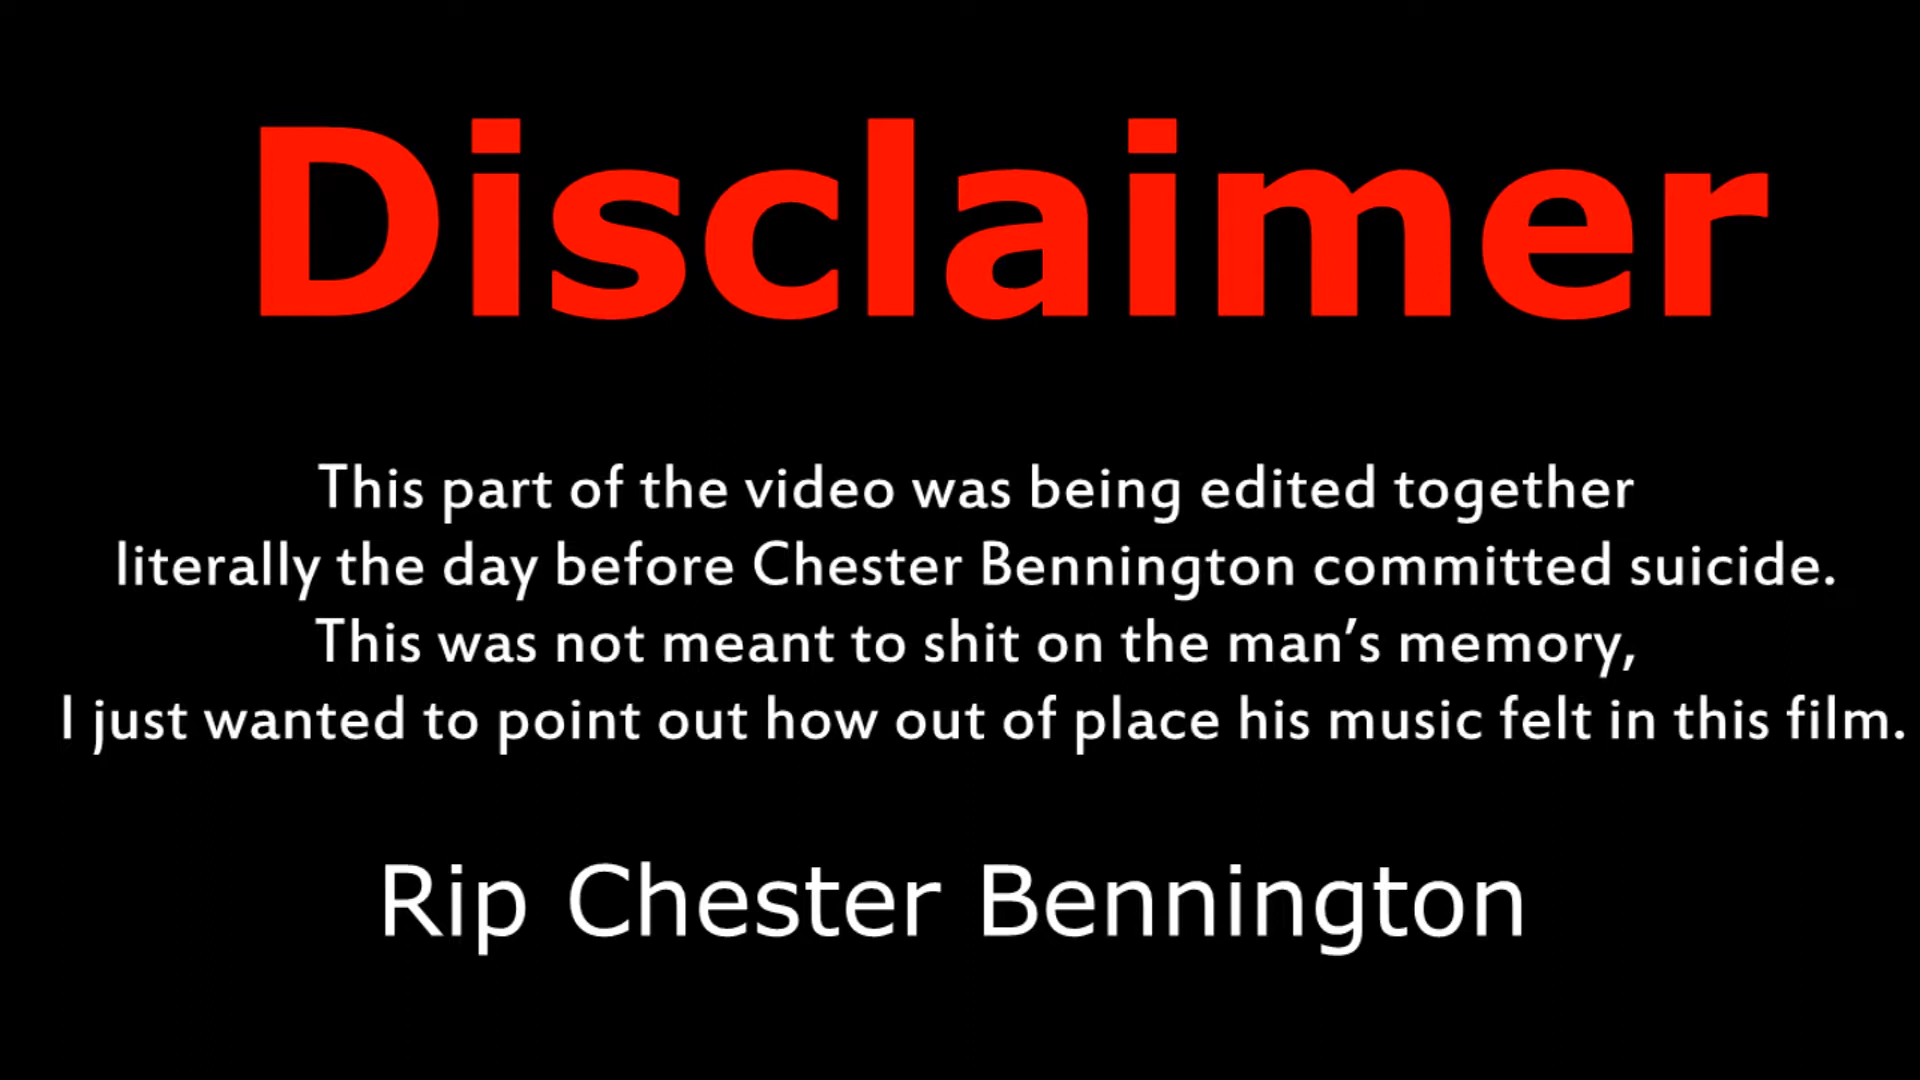 Disclaimer
This part of the video was being edited together
literally the day before Chester Bennington committed suicide.
This was not meant to shit on the man’s memory,
I just wanted to point out how out of place his music felt in this film.
Rip Chester Bennington